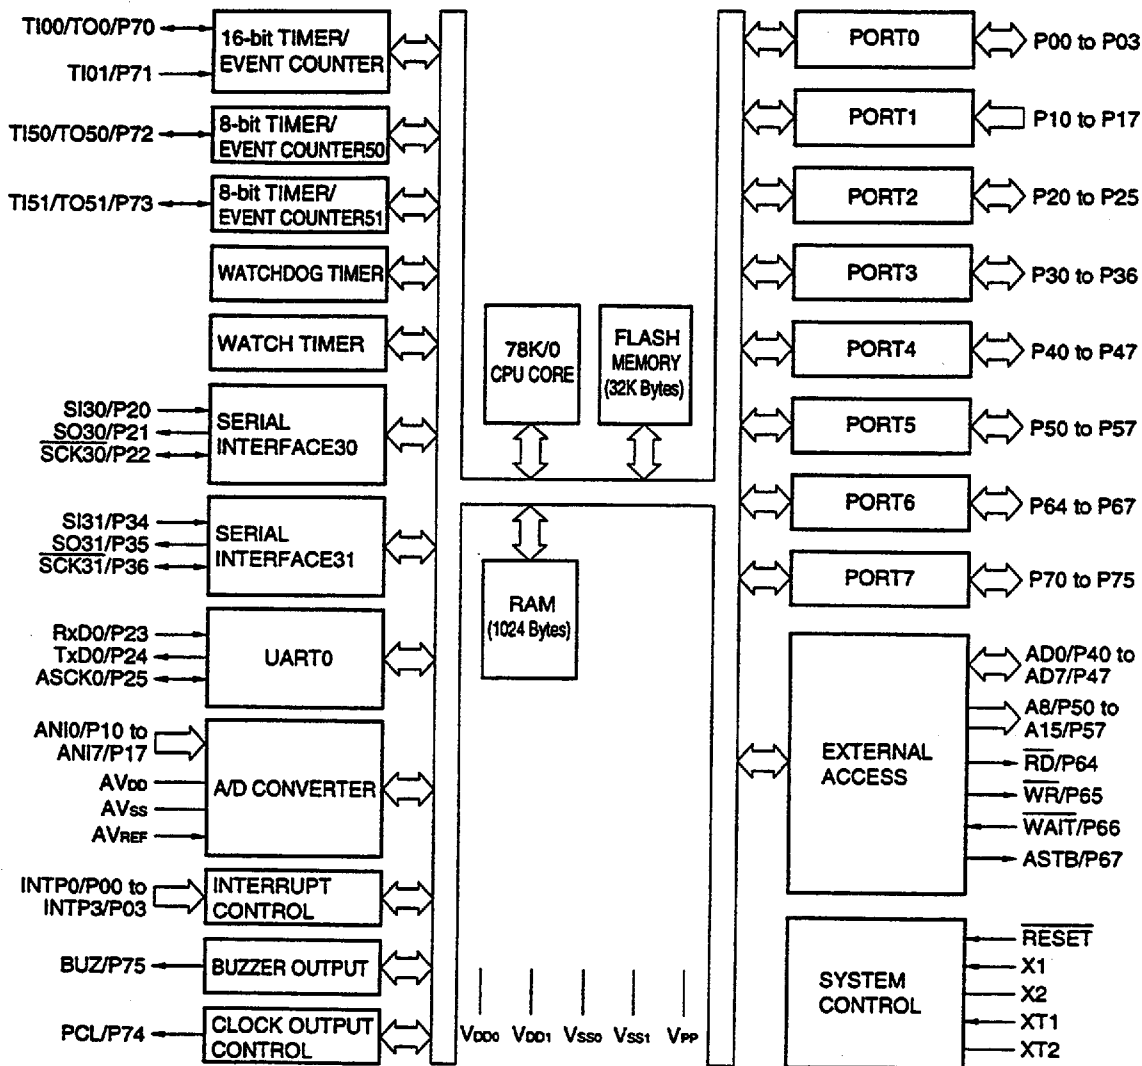 TI00/TO0/P70
TI01/P71
16-bit TIMER/
EVENT COUNTER
TI50/TO50/P72
8-bit TIMER/
EVENT COUNTER50
TI51/TO51/P73
8-bit TIMER/
EVENT COUNTER51
WATCHDOG TIMER
WATCH TIMER
SI30/P20
SO30/P21
SCK30/P22
SERIAL
INTERFACE30
SI31/P34
SO31/P35
SCK31/P36
SERIAL
INTERFACE31
RxD0/P23
TxD0/P24
ASCK0/P25
UART0
ANI0/P10 to
ANI7/P17
AVDD
AVSS
AVREF
A/D CONVERTER
INTP0/P00 to
INTP3/P03
INTERRUPT
CONTROL
BUZ/P75
BUZZER OUTPUT
PCL/P74
CLOCK OUTPUT
CONTROL
78K/0
CPU CORE
FLASH
MEMORY
(32K Bytes)
RAM
(1024 Bytes)
VDD0 VDD1 VSS0 VSS1 VPP
PORT0
P00 to P03
PORT1
P10 to P17
PORT2
P20 to P25
PORT3
P30 to P36
PORT4
P40 to P47
PORT5
P50 to P57
PORT6
P64 to P67
PORT7
P70 to P75
EXTERNAL
ACCESS
AD0/P40 to
AD7/P47
A8/P50 to
A15/P57
RD/P64
WR/P65
WAIT/P66
ASTB/P67
SYSTEM
CONTROL
RESET
X1
X2
XT1
XT2